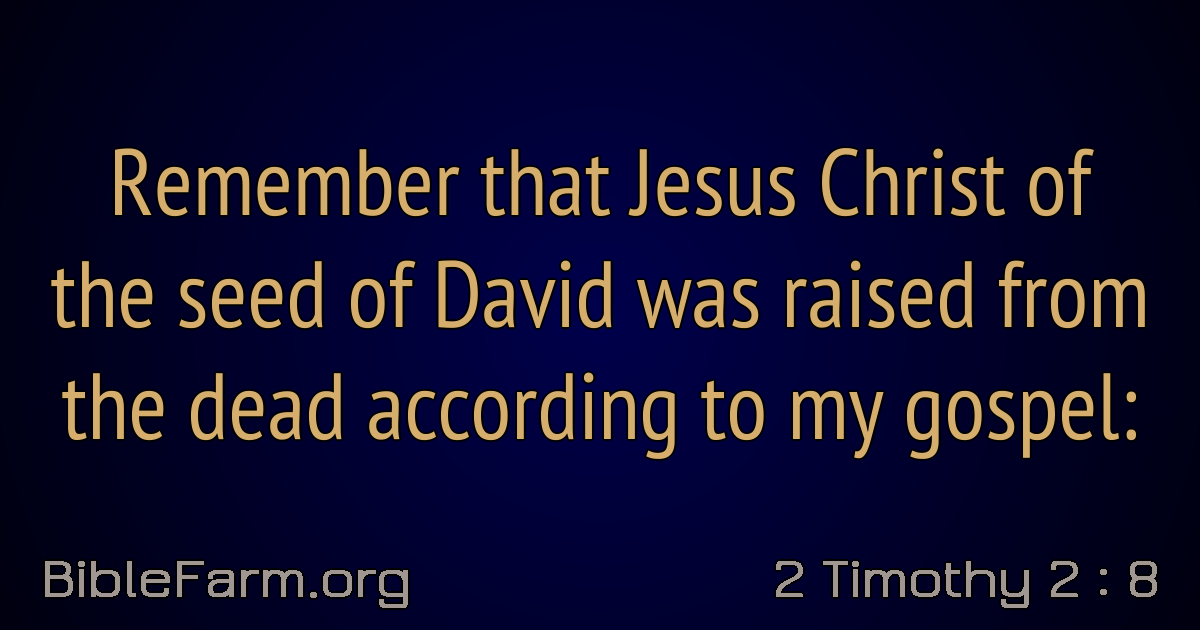 Remember that Jesus Christ of
the seed of David was raised from
the dead according to my gospel:
BibleFarm.org
2 Timothy 2 : 8